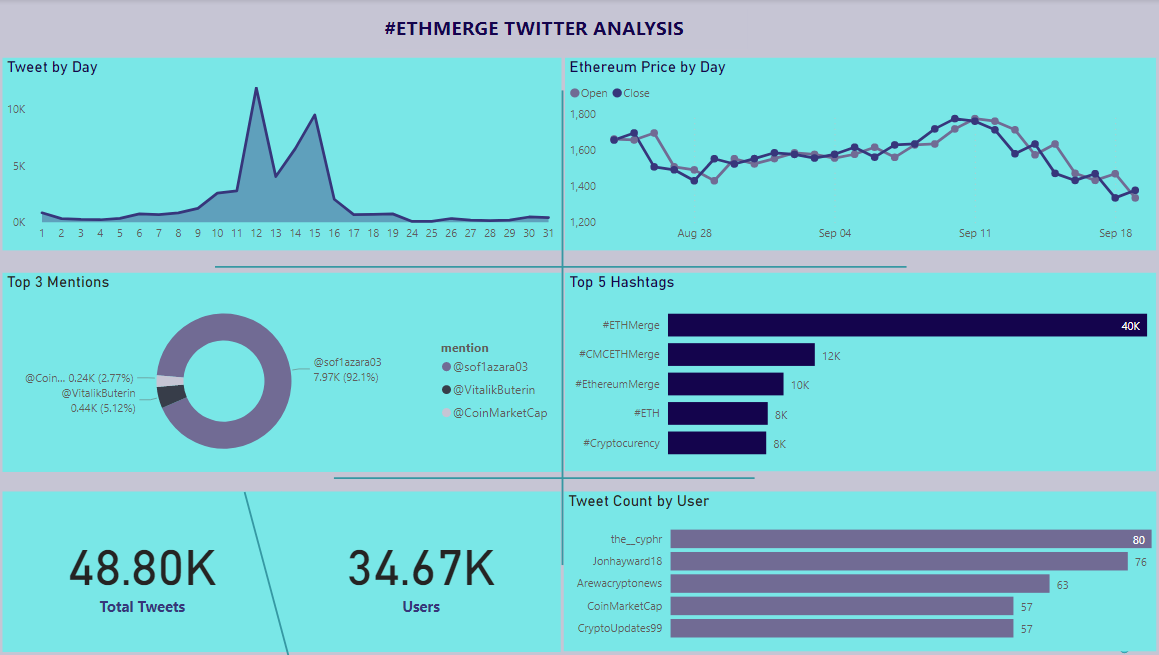 #ETHMERGE TWITTER ANALYSIS
Tweet by Day
10K
5K
0K
1 2 3 4 5 6 7 8 9 10 11 12 13 14 15 16 17 18 19 24 25 26 27 28 29 30 31
Ethereum Price by Day
Open Close
1,800
1,600
1,400
1,200
Aug 28 Sep 04 Sep 11 Sep 18
Top 3 Mentions
@sof1azara03
7.97K (92.1%)
@Coin... 0.24K (2.77%)
@VitalikButerin
0.44K (5.12%)
mention
@sof1azara03
@VitalikButerin
@CoinMarketCap
Top 5 Hashtags
#ETHMerge 40K
#CMCETHMerge 12K
#EthereumMerge 10K
#ETH 8K
#Cryptocurency 8K
48.80K
Total Tweets
34.67K
Users
Tweet Count by User
the__cyphr 80
Jonhayward18 76
Arewacryptonews 63
CoinMarketCap 57
CryptoUpdates99 57